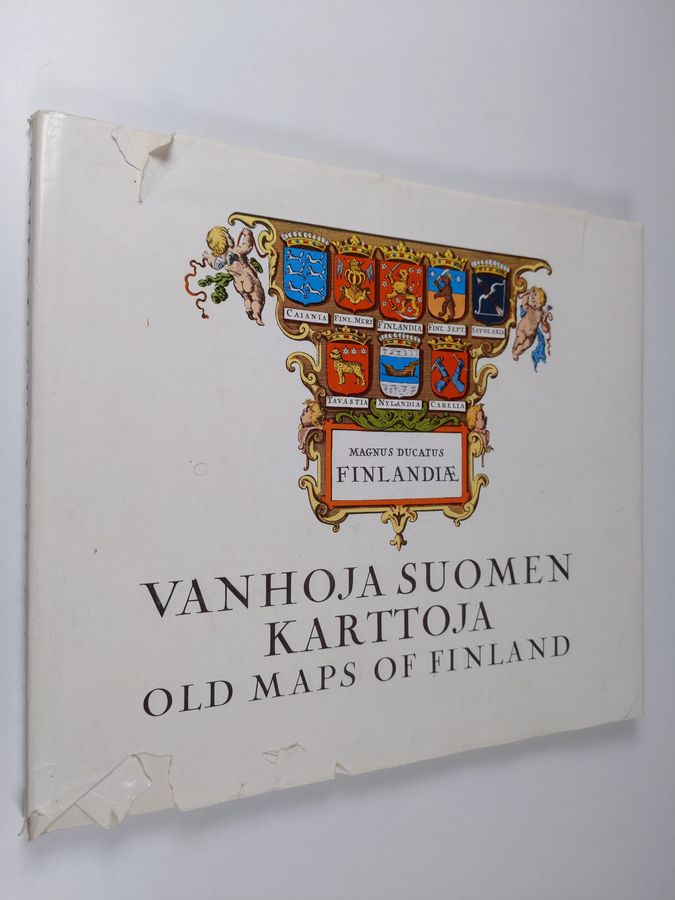 CAIANIA FINL.MERI FINLANDIA FINL.SEPT. SAVOLAXIA
TAVASTIA NYLANDIA CARELIA
MAGNUS DUCATUS
FINLANDIÆ
VANHOJA SUOMEN
KARTTOJA
OLD MAPS OF FINLAND